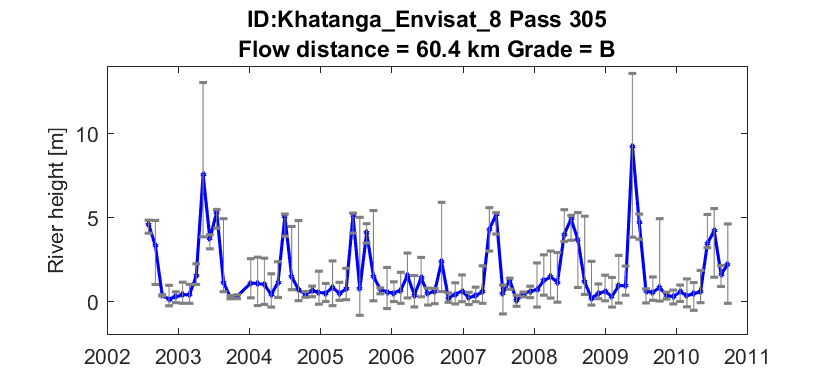 ID:Khatanga_Envisat_8 Pass 305
Flow distance = 60.4 km Grade = B
River height [m]
10
5
0
2002 2003 2004 2005 2006 2007 2008 2009 2010 2011